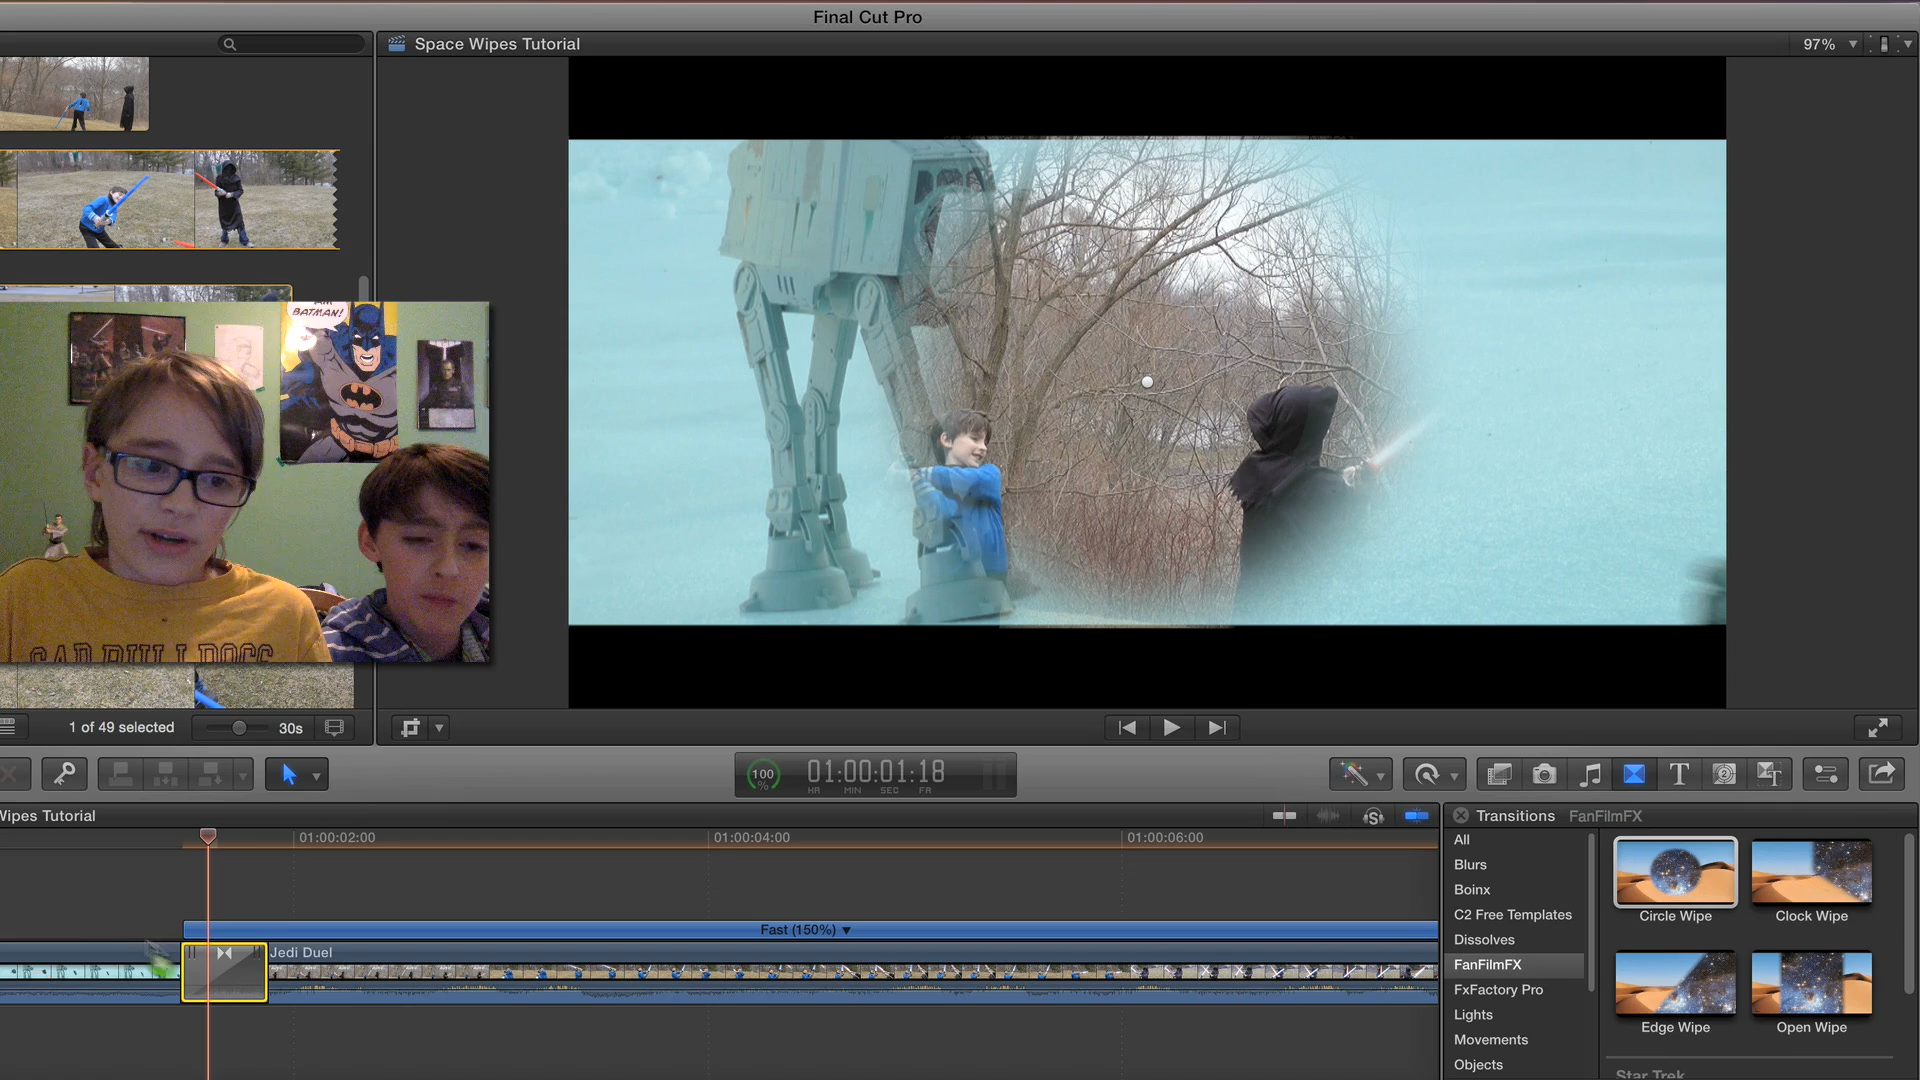 Final Cut Pro
Space Wipes Tutorial
97%
BATMAN!
1 of 49 selected
30s
100
%
01:00:01:18
HR MIN SEC FR
T
Wipes Tutorial
Transitions FanFilmFX
01:00:02:00
01:00:04:00
01:00:06:00
All
Blurs
Boinx
C2 Free Templates
Dissolves
FanFilmFX
FxFactory Pro
Lights
Movements
Objects
Circle Wipe
Clock Wipe
Edge Wipe
Open Wipe
Star Trek
Fast (150%)
Jedi Duel